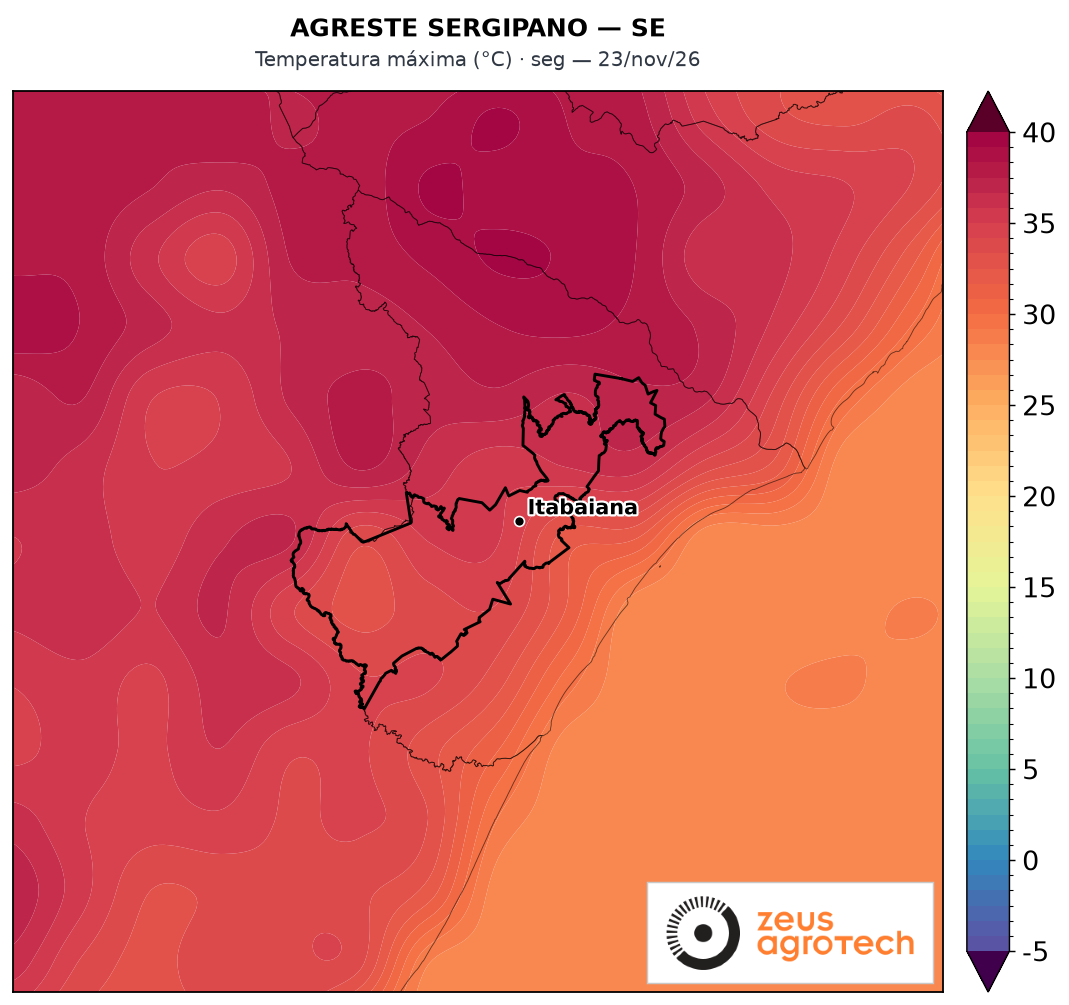 AGRESTE SERGIPANO — SE
Temperatura máxima (°C) · seg — 23/nov/26
40
35
30
25
20
15
10
5
0
-5
Itabaiana
zeus
agrotech